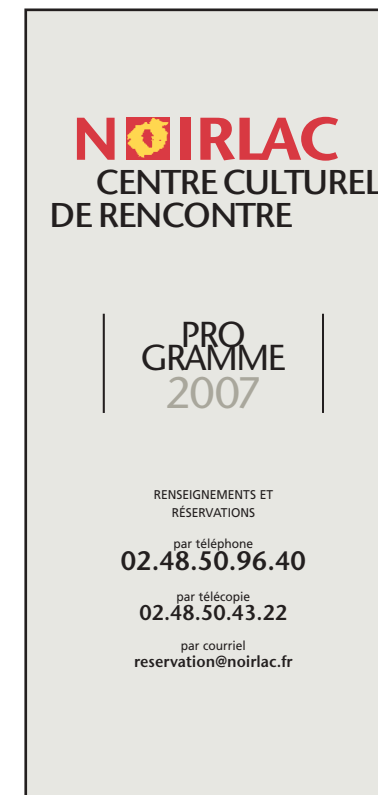 NOIRLAC
CENTRE CULTUREL
DE RENCONTRE
PRO
GRAMME
2007
RENSEIGNEMENTS ET
RÉSERVATIONS
par téléphone
02.48.50.96.40
par télécopie
02.48.50.43.22
par courriel
reservation@noirlac.fr